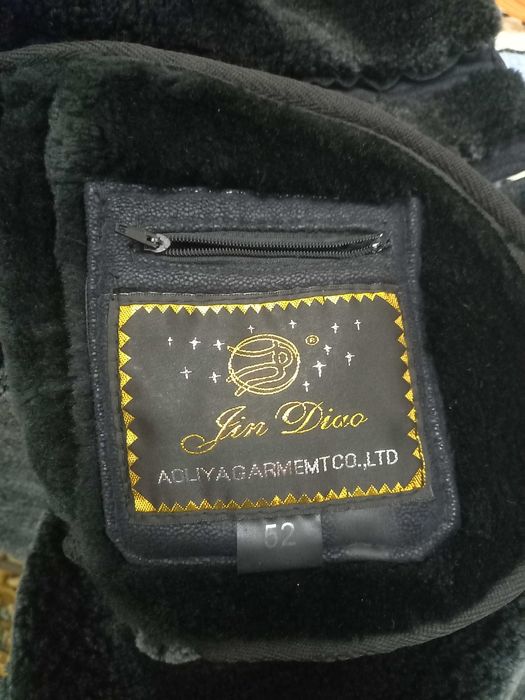 ®
Jin Diao
AOLIYAGARMEMTCO.,LTD
52